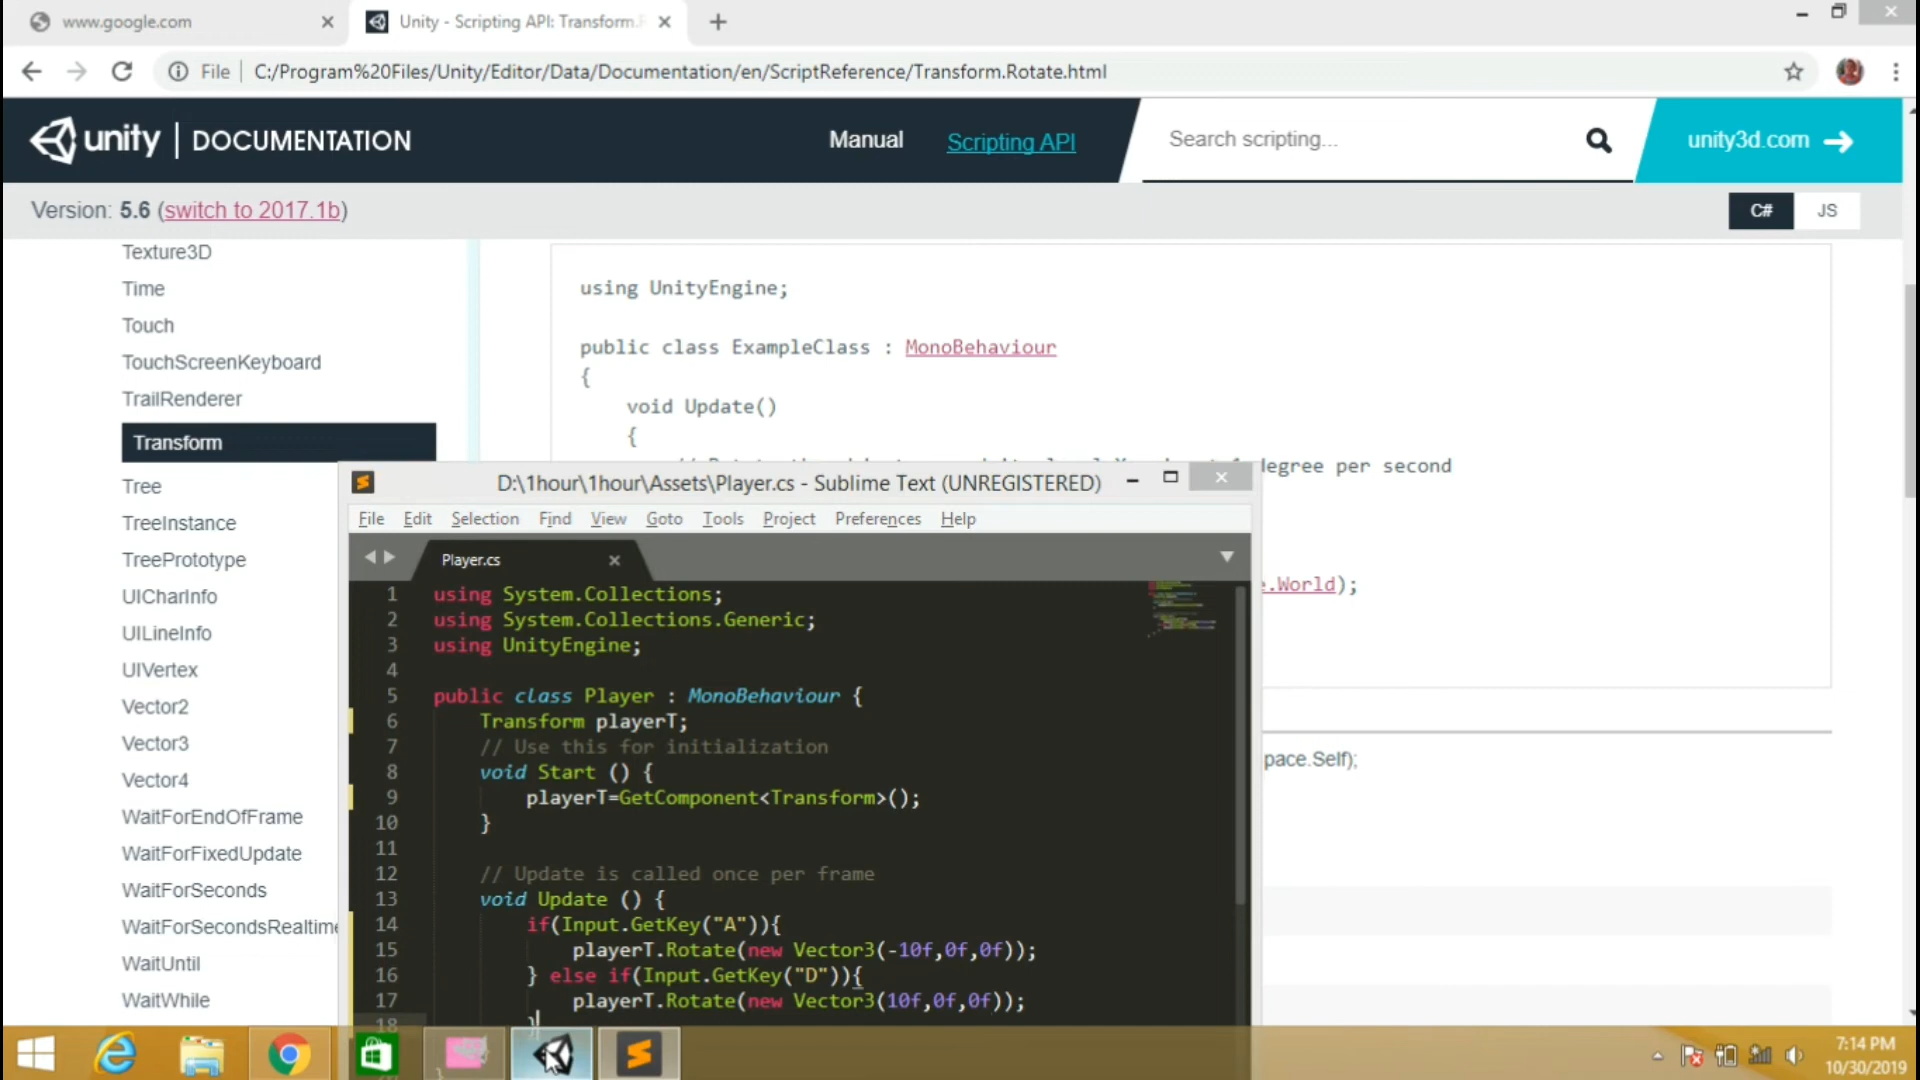 www.google.com
Unity - Scripting API: Transform.R
File
C:/Program%20Files/Unity/Editor/Data/Documentation/en/ScriptReference/Transform.Rotate.html
unity | DOCUMENTATION
Manual
Scripting API
Search scripting...
unity3d.com
Version: 5.6 (switch to 2017.1b)
C#
JS
Texture3D
Time
Touch
TouchScreenKeyboard
TrailRenderer
Transform
Tree
TreeInstance
TreePrototype
UICharInfo
UILineInfo
UIVertex
Vector2
Vector3
Vector4
WaitForEndOfFrame
WaitForFixedUpdate
WaitForSeconds
WaitForSecondsRealtime
WaitUntil
WaitWhile
using UnityEngine;
public class ExampleClass : MonoBehaviour
{
void Update()
{
degree per second
e.World);
pace.Self);
D:\1hour\1hour\Assets\Player.cs - Sublime Text (UNREGISTERED)
File Edit Selection Find View Goto Tools Project Preferences Help
Player.cs
1 using System.Collections;
2 using System.Collections.Generic;
3 using UnityEngine;
4
5 public class Player : MonoBehaviour {
6 Transform playerT;
7 // Use this for initialization
8 void Start () {
9 playerT=GetComponent<Transform>();
10 }
11
12 // Update is called once per frame
13 void Update () {
14 if(Input.GetKey("A")){
15 playerT.Rotate(new Vector3(-10f,0f,0f));
16 } else if(Input.GetKey("D")){
17 playerT.Rotate(new Vector3(10f,0f,0f));
18 }
7:14 PM
10/30/2019